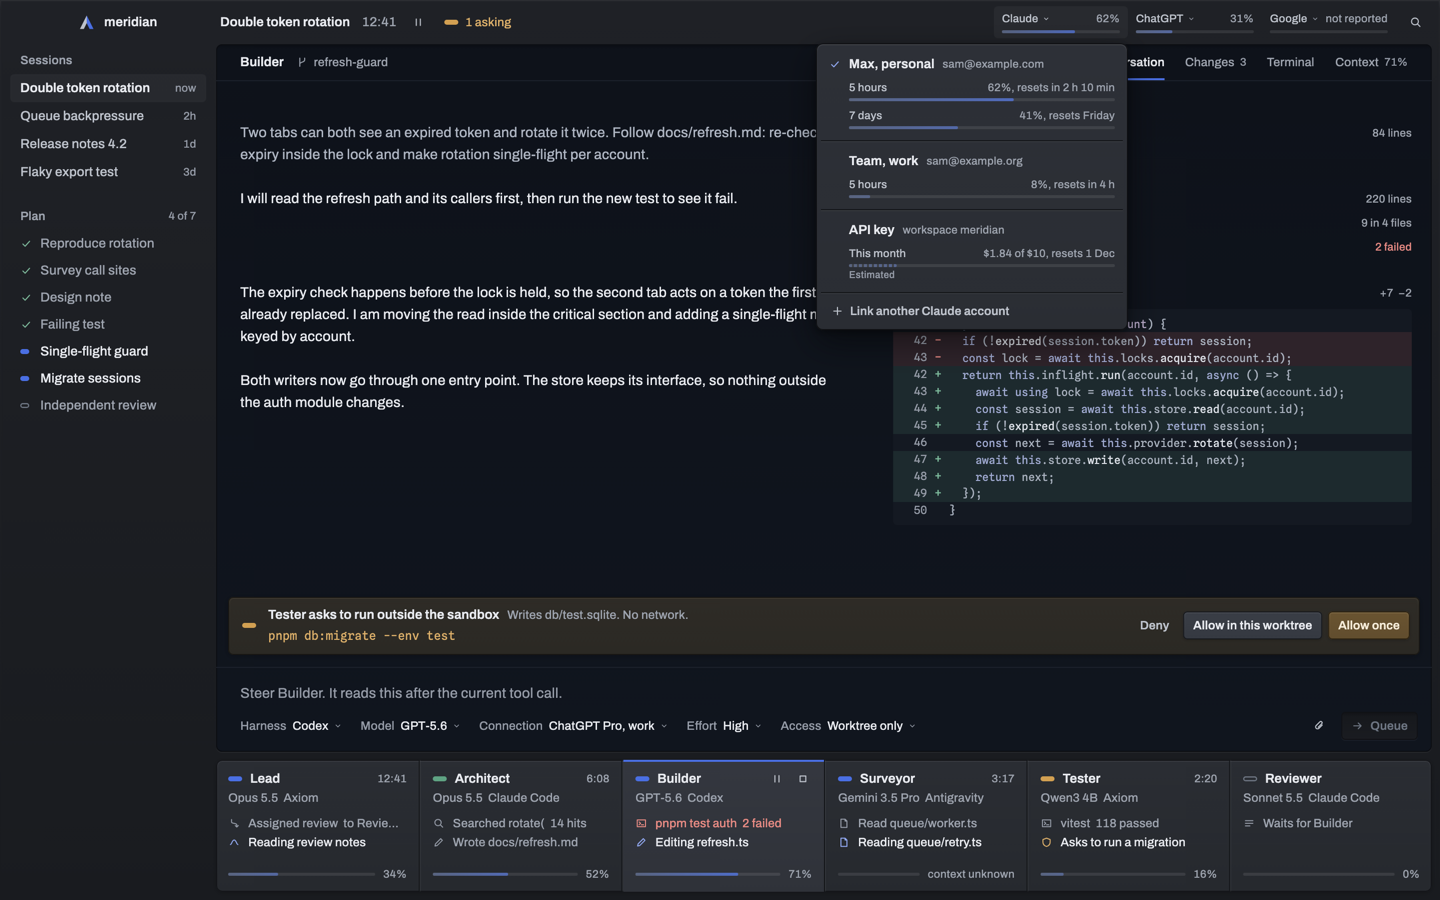 meridian
Double token rotation 12:41 1 asking
Claude 62% ChatGPT 31% Google not reported
Sessions
Double token rotation now
Queue backpressure 2h
Release notes 4.2 1d
Flaky export test 3d
Plan 4 of 7
Reproduce rotation
Survey call sites
Design note
Failing test
Single-flight guard
Migrate sessions
Independent review
Builder refresh-guard
Changes 3 Terminal Context 71%
Max, personal sam@example.com
5 hours 62%, resets in 2 h 10 min
7 days 41%, resets Friday
Team, work sam@example.org
5 hours 8%, resets in 4 h
API key workspace meridian
This month $1.84 of $10, resets 1 Dec
Estimated
+ Link another Claude account
Two tabs can both see an expired token and rotate it twice. Follow docs/refresh.md:
expiry inside the lock and make rotation single-flight per account.
I will read the refresh path and its callers first, then run the new test to see it fail.
The expiry check happens before the lock is held, so the second tab acts on a token the first
already replaced. I am moving the read inside the critical section and adding a single-flight
keyed by account.
Both writers now go through one entry point. The store keeps its interface, so nothing outside
the auth module changes.
84 lines
220 lines
9 in 4 files
2 failed
+7 −2
) {
42 - if (!expired(session.token)) return session;
43 - const lock = await this.locks.acquire(account.id);
42 + return this.inflight.run(account.id, async () => {
43 + await using lock = await this.locks.acquire(account.id);
44 + const session = await this.store.read(account.id);
45 + if (!expired(session.token)) return session;
46 const next = await this.provider.rotate(session);
47 + await this.store.write(account.id, next);
48 + return next;
49 + });
50 }
Tester asks to run outside the sandbox Writes db/test.sqlite. No network.
pnpm db:migrate --env test
Deny Allow in this worktree Allow once
Steer Builder. It reads this after the current tool call.
Harness Codex Model GPT-5.6 Connection ChatGPT Pro, work Effort High Access Worktree only
Queue
Lead 12:41
Opus 5.5 Axiom
Assigned review to Revie...
Reading review notes
34%
Architect 6:08
Opus 5.5 Claude Code
Searched rotate( 14 hits
Wrote docs/refresh.md
52%
Builder
GPT-5.6 Codex
pnpm test auth 2 failed
Editing refresh.ts
71%
Surveyor 3:17
Gemini 3.5 Pro Antigravity
Read queue/worker.ts
Reading queue/retry.ts
context unknown
Tester 2:20
Qwen3 4B Axiom
vitest 118 passed
Asks to run a migration
16%
Reviewer
Sonnet 5.5 Claude Code
Waits for Builder
0%